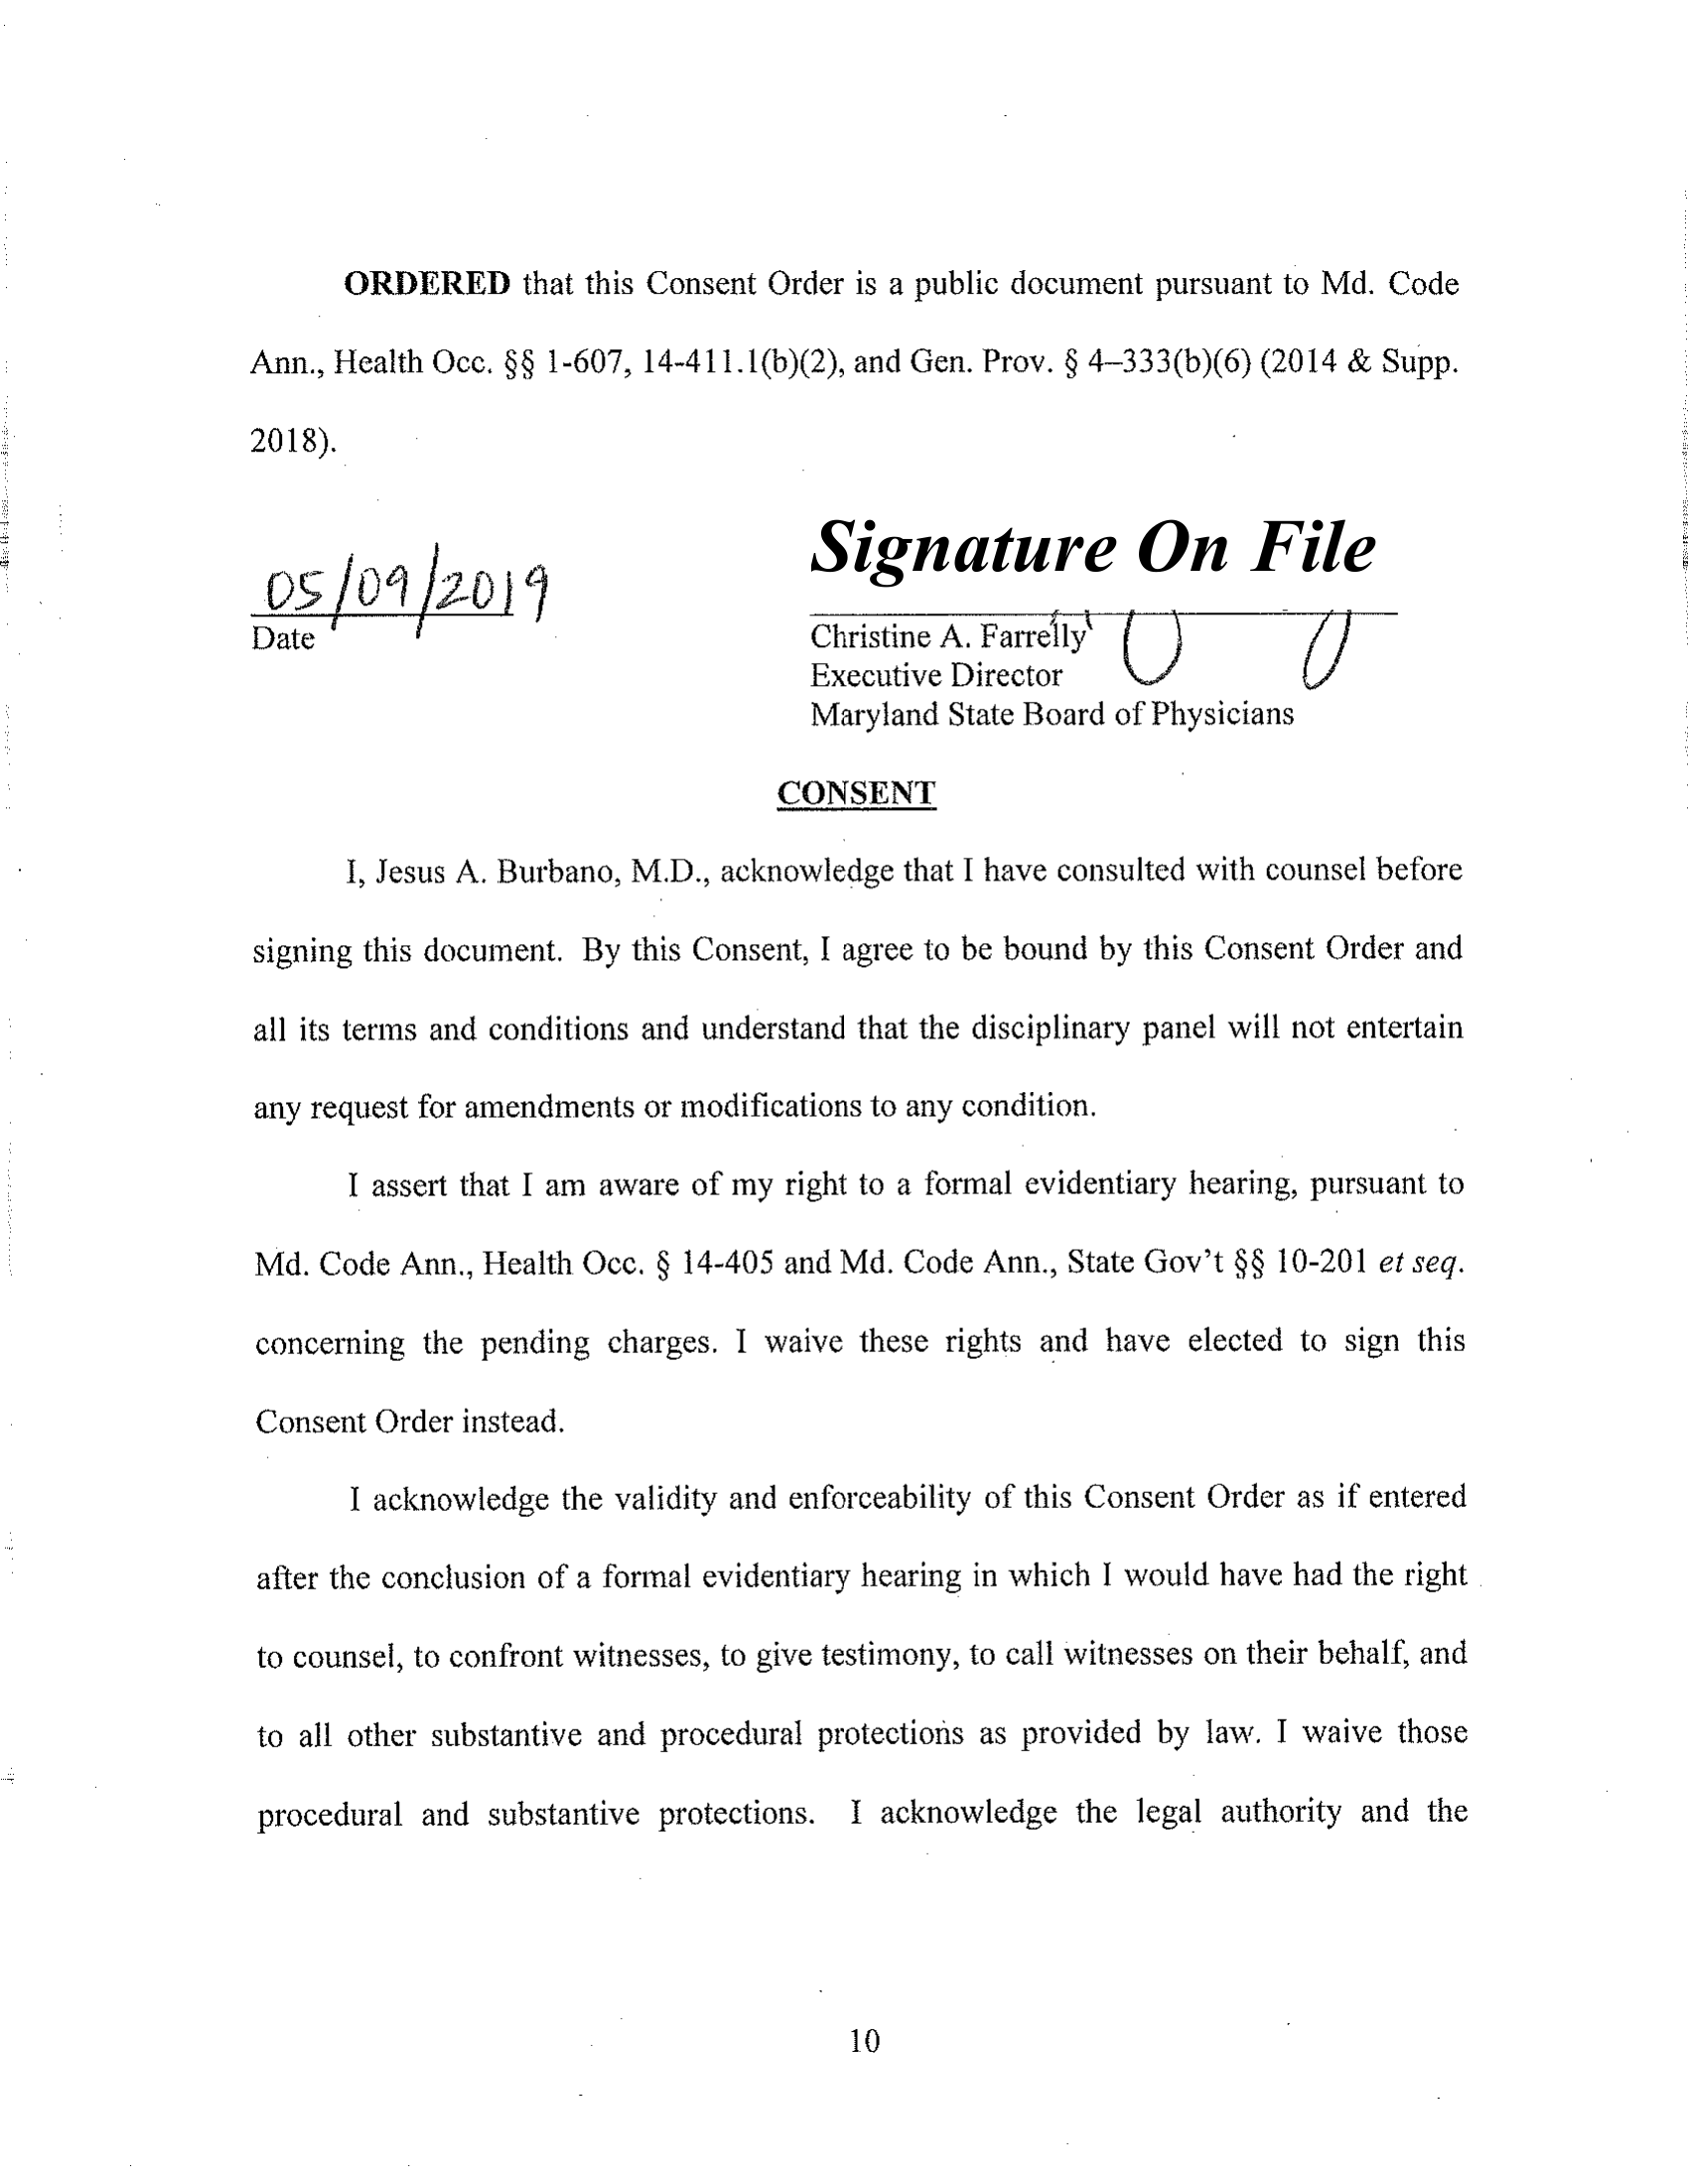 ORDERED that this Consent Order is a public document pursuant to Md. Code
Ann., Health Occ. §§ 1-607, 14-411.1(b)(2), and Gen. Prov. § 4–333(b)(6) (2014 & Supp.
2018).
Signature On File
05/09/2019
Date
Christine A. Farrelly
Executive Director
Maryland State Board of Physicians
CONSENT
I, Jesus A. Burbano, M.D., acknowledge that I have consulted with counsel before
signing this document. By this Consent, I agree to be bound by this Consent Order and
all its terms and conditions and understand that the disciplinary panel will not entertain
any request for amendments or modifications to any condition.
I assert that I am aware of my right to a formal evidentiary hearing, pursuant to
Md. Code Ann., Health Occ. § 14-405 and Md. Code Ann., State Gov't §§ 10-201 et seq.
concerning the pending charges. I waive these rights and have elected to sign this
Consent Order instead.
I acknowledge the validity and enforceability of this Consent Order as if entered
after the conclusion of a formal evidentiary hearing in which I would have had the right
to counsel, to confront witnesses, to give testimony, to call witnesses on their behalf, and
to all other substantive and procedural protections as provided by law. I waive those
procedural and substantive protections. I acknowledge the legal authority and the
10